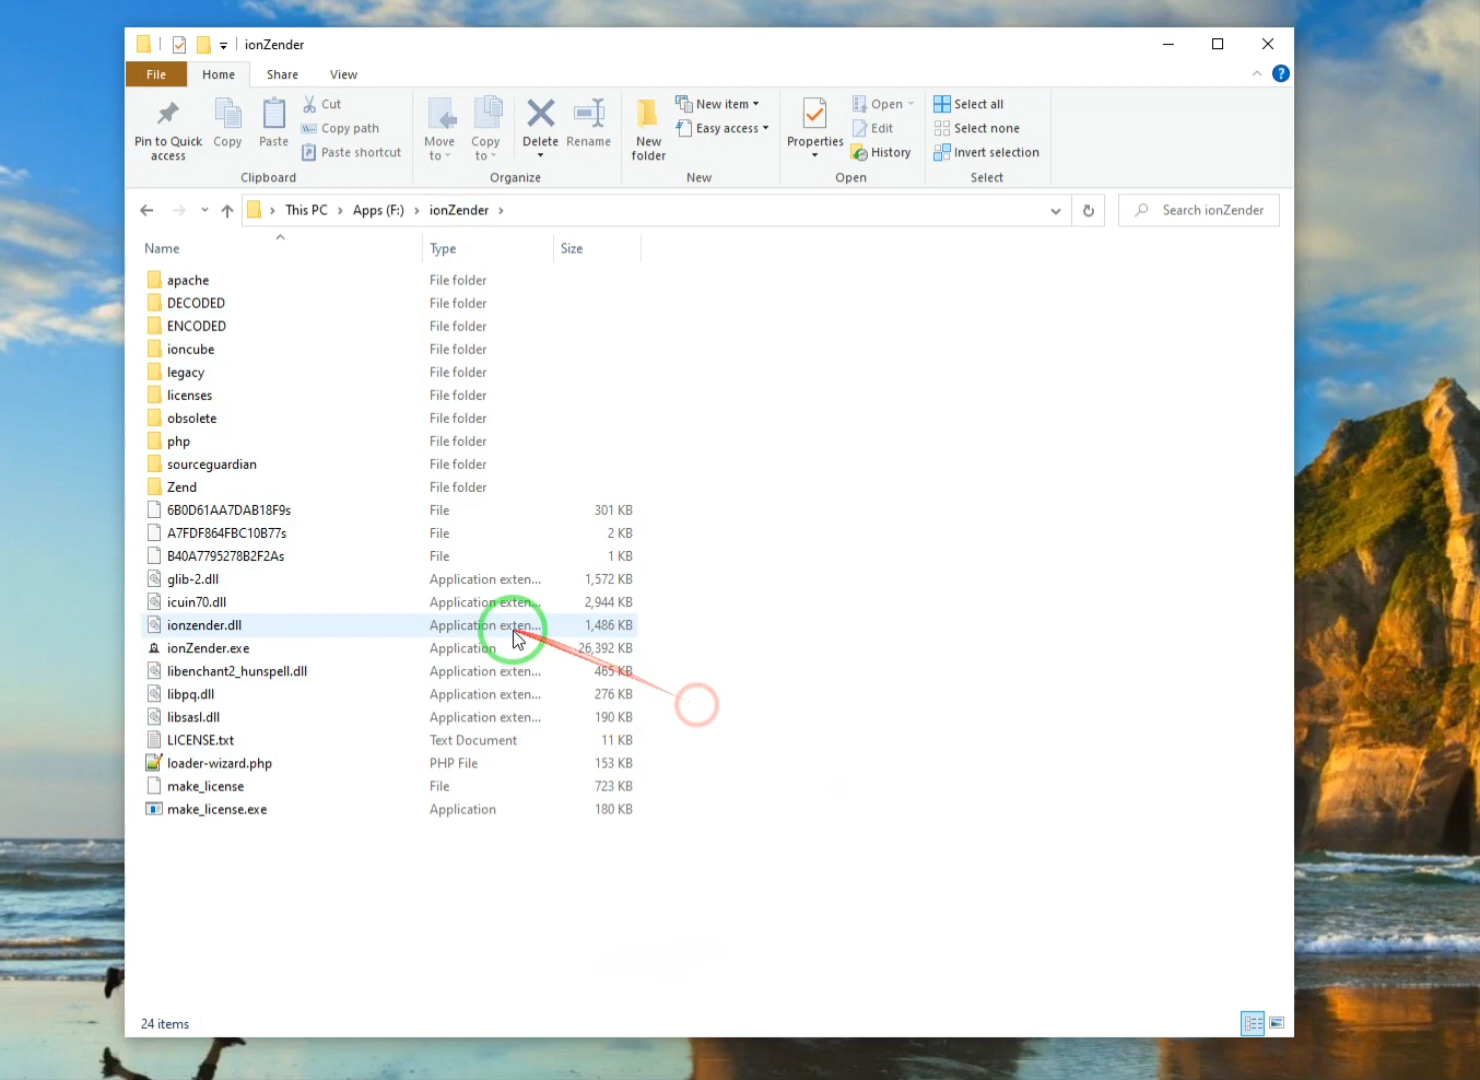 ionZender
File Home Share View
Pin to Quick access
Copy
Paste
Cut
Copy path
Paste shortcut
Clipboard
Move to
Copy to
Delete
Rename
Organize
New folder
New item
Easy access
New
Properties
Open
Edit
History
Open
Select all
Select none
Invert selection
Select
This PC › Apps (F:) › ionZender ›
Search ionZender
Name Type Size
apache File folder
DECODED File folder
ENCODED File folder
ioncube File folder
legacy File folder
licenses File folder
obsolete File folder
php File folder
sourceguardian File folder
Zend File folder
6B0D61AA7DAB18F9s File 301 KB
A7FDF864FBC10B77s File 2 KB
B40A7795278B2F2As File 1 KB
glib-2.dll Application exten... 1,572 KB
icuin70.dll Application exten... 2,944 KB
ionzender.dll Application exten... 1,486 KB
ionZender.exe Application 26,392 KB
libenchant2_hunspell.dll Application exten... 465 KB
libpq.dll Application exten... 276 KB
libsasl.dll Application exten... 190 KB
LICENSE.txt Text Document 11 KB
loader-wizard.php PHP File 153 KB
make_license File 723 KB
make_license.exe Application 180 KB
24 items